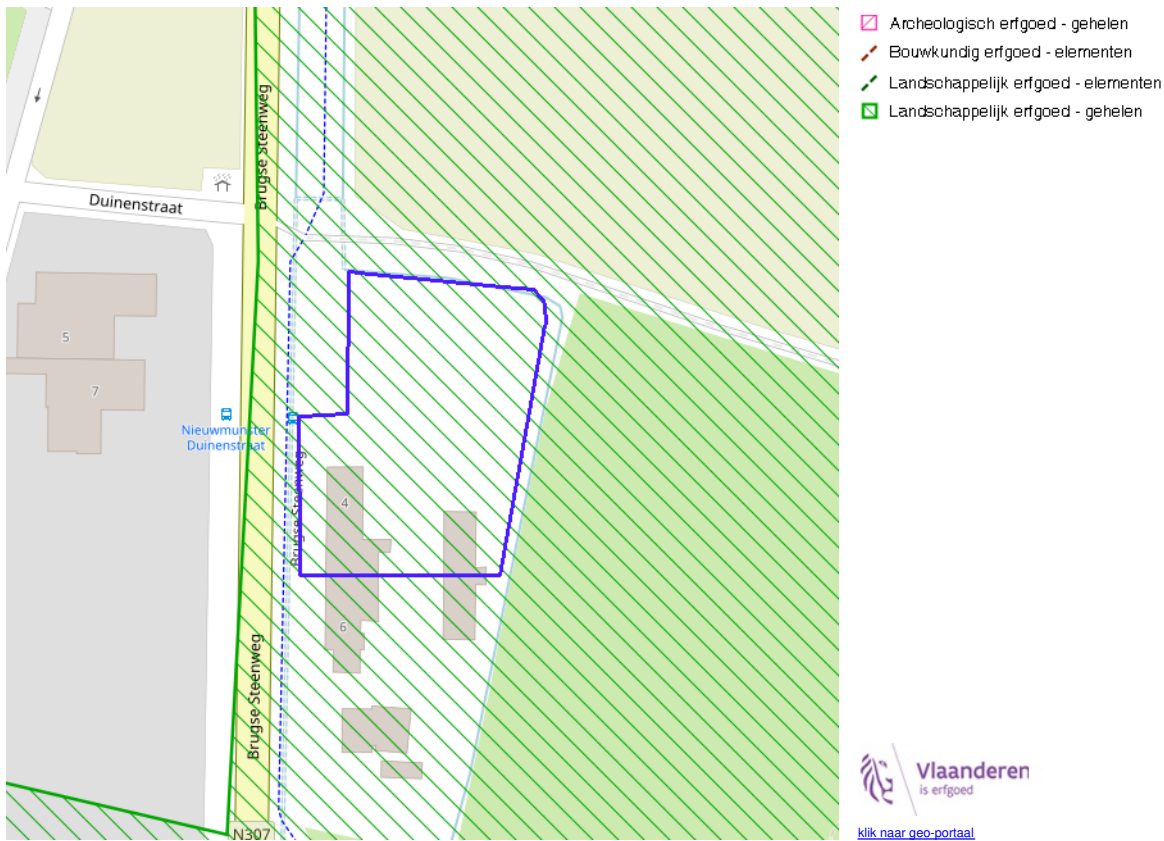 Archeologisch erfgoed - gehelen
Bouwkundig erfgoed - elementen
Landschappelijk erfgoed - elementen
Landschappelijk erfgoed - gehelen
Brugse Steenweg
Duinenstraat
5
7
Nieuwmunster
Duinenstraat
Brugse Steenweg
4
6
Brugse Steenweg
N307
Vlaanderen
is erfgoed
klik naar geo-portaal